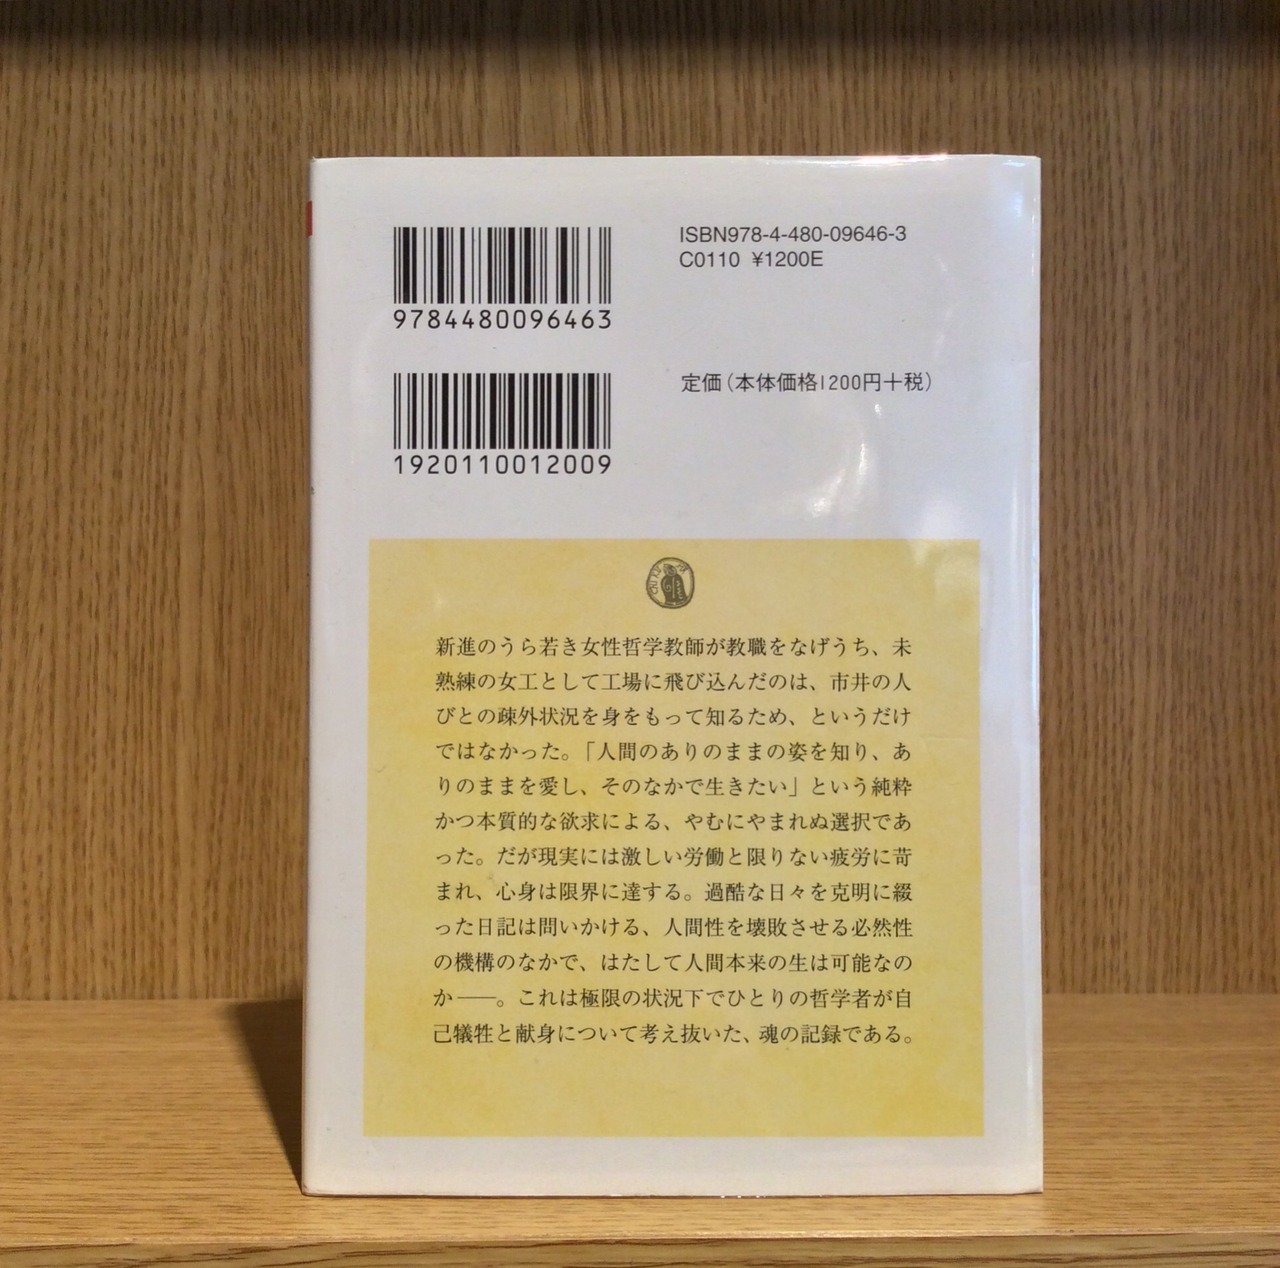 ISBN978-4-480-09646-3
C0110 ¥1200E
9784480096463
定価(本体価格1200円+税)
1920110012009
新進のうら若き女性哲学教師が教職をなげうち、未
熟練の女工として工場に飛び込んだのは、市井の人
びとの疎外状況を身をもって知るため、というだけ
ではなかった。「人間のありのままの姿を知り、あ
りのままを愛し、そのなかで生きたい」という純粋
かつ本質的な欲求による、やむにやまれぬ選択であ
った。だが現実には激しい労働と限りない疲労に苛
まれ、心身は限界に達する。過酷な日々を克明に綴
った日記は問いかける、人間性を壊敗させる必然性
の機構のなかで、はたして人間本来の生は可能なの
か――。これは極限の状況下でひとりの哲学者が自
己犠牲と献身について考え抜いた、魂の記録である。